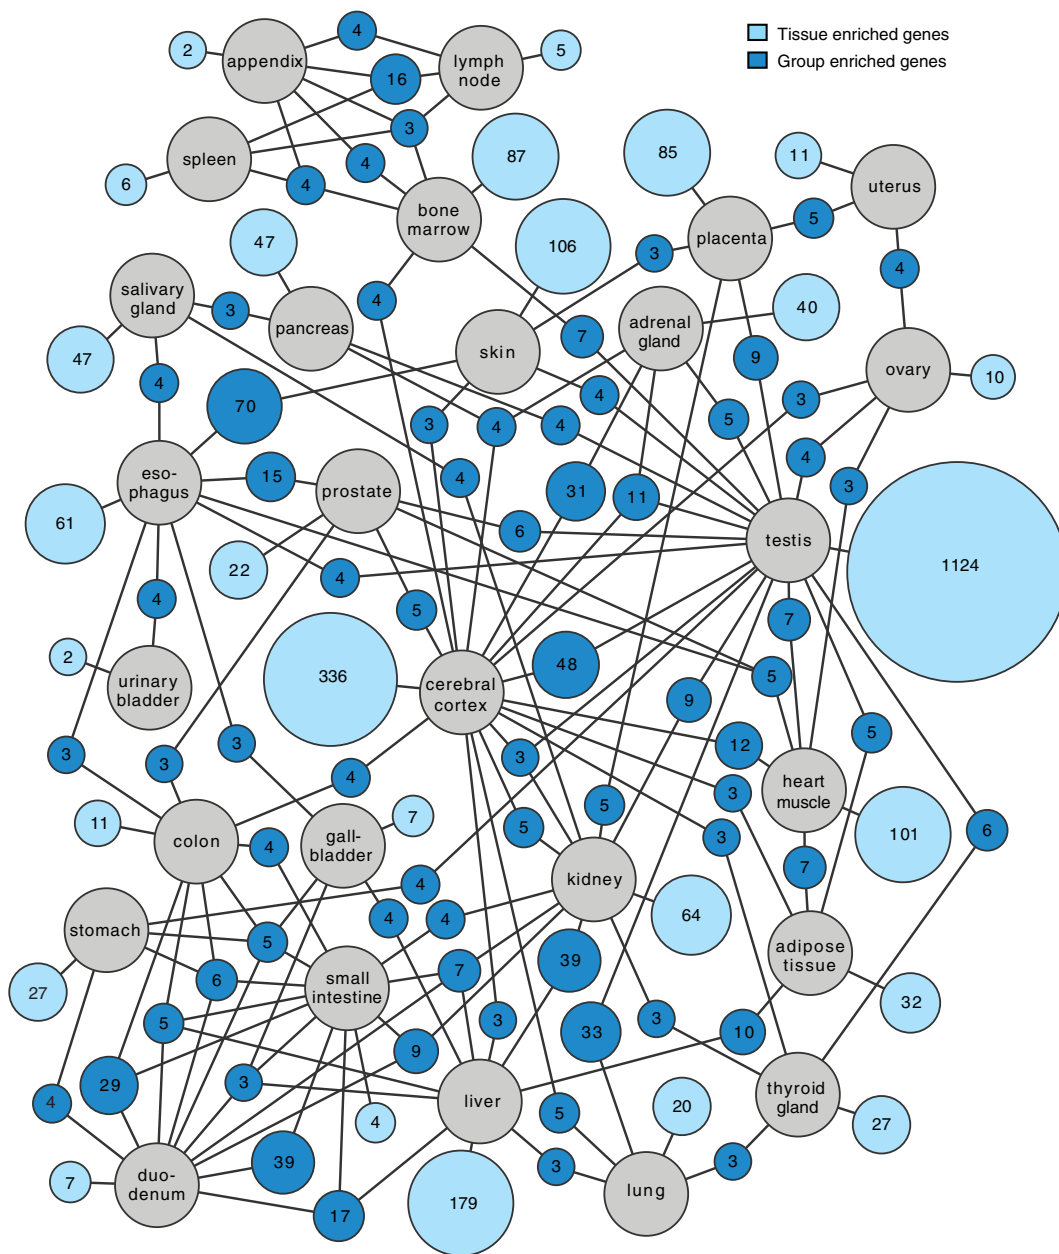 Tissue enriched genes
Group enriched genes
4
2
appendix
lymph
node
5
16
3
87
85
11
spleen
4
uterus
6
4
bone
marrow
5
placenta
47
106
3
4
salivary
gland
3
pancreas
4
adrenal
gland
40
skin
7
47
4
9
ovary
10
70
4
3
3
4
4
5
4
eso-
phagus
15
prostate
4
31
11
4
3
61
6
testis
1124
22
4
4
5
7
2
urinary
bladder
336
cerebral
cortex
48
5
9
3
3
3
12
5
4
3
heart
muscle
11
colon
4
gall-
bladder
7
5
5
3
101
6
7
kidney
stomach
4
4
4
64
5
adipose
tissue
27
6
small
intestine
7
39
32
5
3
33
3
10
29
3
9
4
liver
5
20
thyroid
gland
27
4
39
3
3
7
duo-
denum
17
179
lung